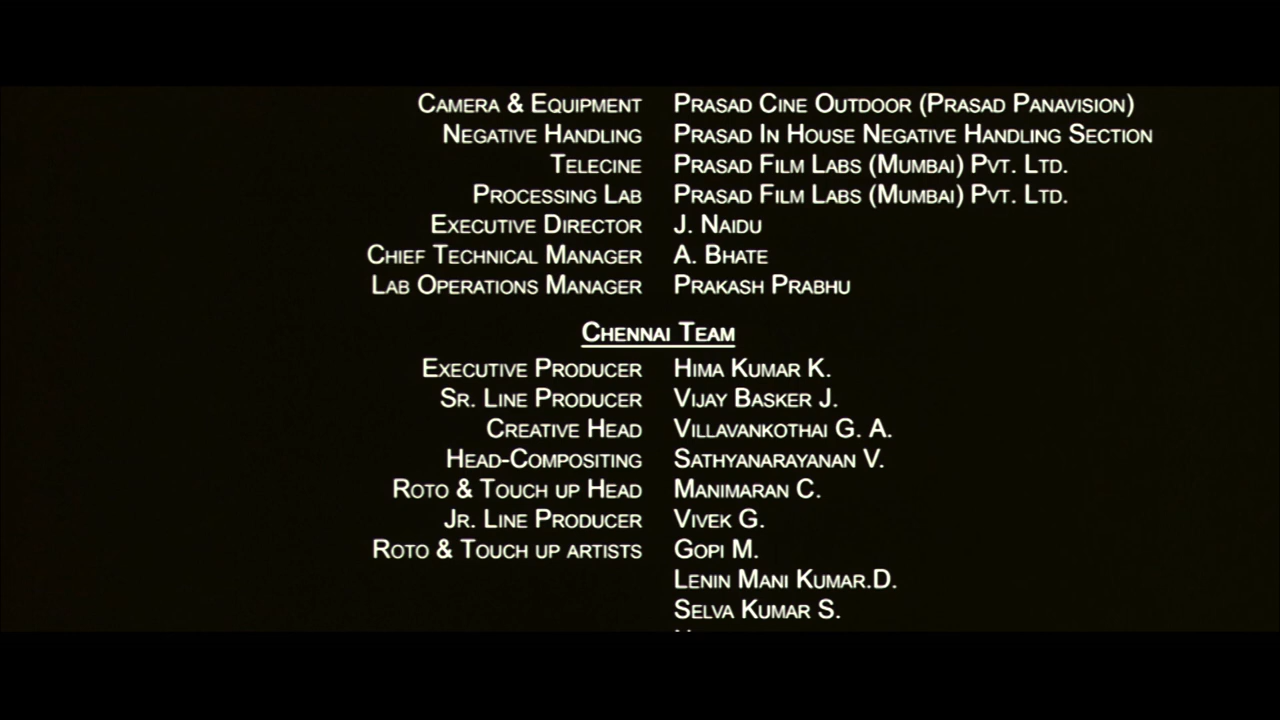 Camera & Equipment Prasad Cine Outdoor (Prasad Panavision)
Negative Handling Prasad In House Negative Handling Section
Telecine Prasad Film Labs (Mumbai) Pvt. Ltd.
Processing Lab Prasad Film Labs (Mumbai) Pvt. Ltd.
Executive Director J. Naidu
Chief Technical Manager A. Bhate
Lab Operations Manager Prakash Prabhu
Chennai Team
Executive Producer Hima Kumar K.
Sr. Line Producer Vijay Basker J.
Creative Head Villavankothai G. A.
Head-Compositing Sathyanarayanan V.
Roto & Touch up Head Manimaran C.
Jr. Line Producer Vivek G.
Roto & Touch up artists Gopi M.
Lenin Mani Kumar.D.
Selva Kumar S.